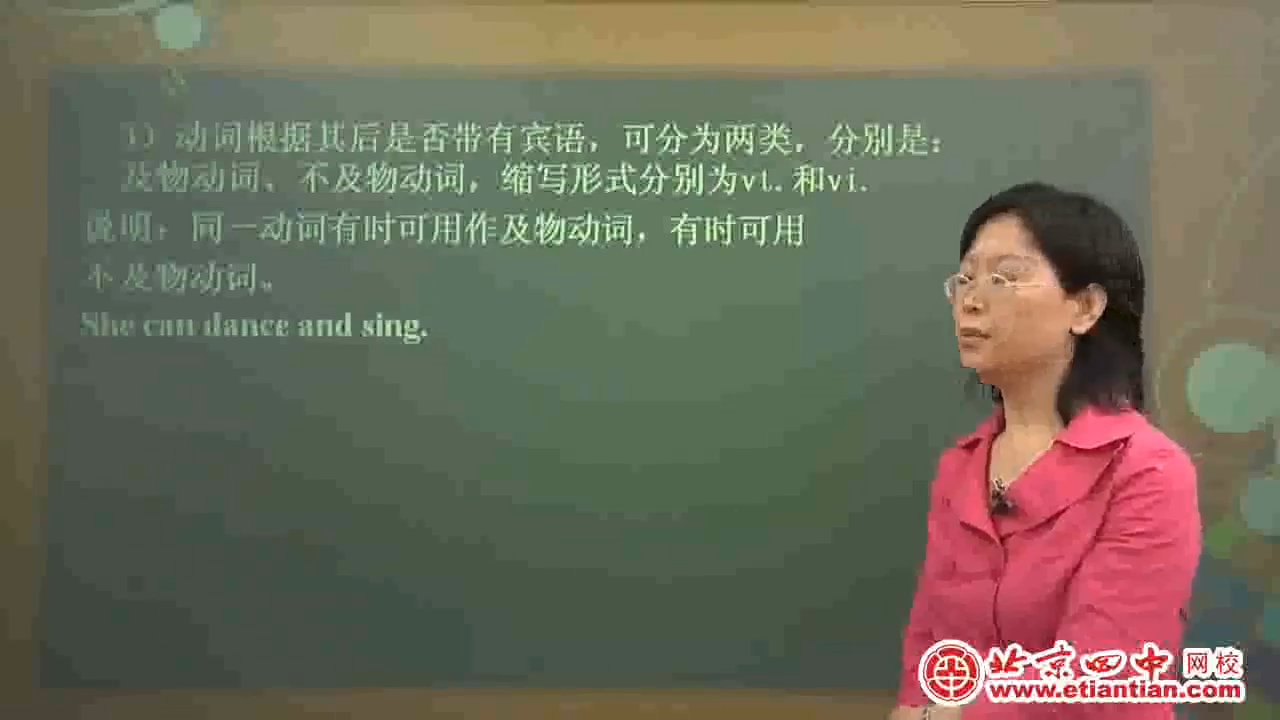 1）动词根据其后是否带有宾语，可分为两类，分别是：
及物动词、不及物动词，缩写形式分别为vt.和vi.
说明：同一动词有时可用作及物动词，有时可用
不及物动词。
She can dance and sing.
北京四中网校
www.etiantian.com